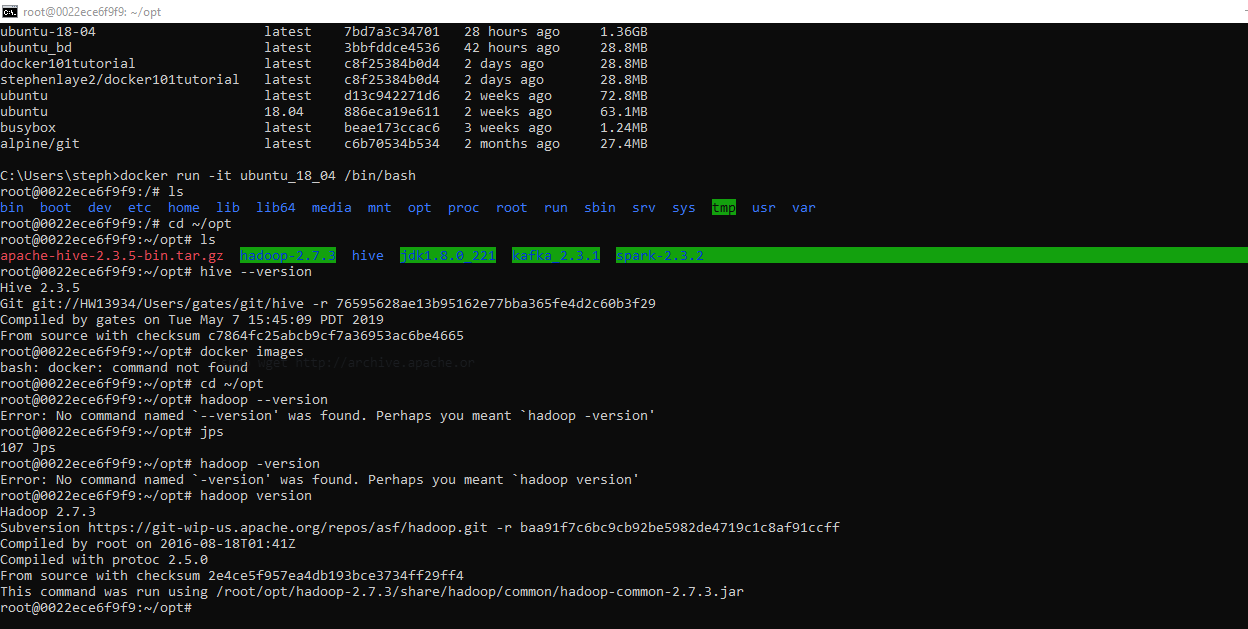 root@0022ece6f9f9: ~/opt
ubuntu-18-04 latest 7bd7a3c34701 28 hours ago 1.36GB
ubuntu_bd latest 3bbfddce4536 42 hours ago 28.8MB
docker101tutorial latest c8f25384b0d4 2 days ago 28.8MB
stephenlaye2/docker101tutorial latest c8f25384b0d4 2 days ago 28.8MB
ubuntu latest d13c942271d6 2 weeks ago 72.8MB
ubuntu 18.04 886eca19e611 2 weeks ago 63.1MB
busybox latest beae173ccac6 3 weeks ago 1.24MB
alpine/git latest c6b70534b534 2 months ago 27.4MB
C:\Users\steph>docker run -it ubuntu_18_04 /bin/bash
root@0022ece6f9f9:/# ls
bin boot dev etc home lib lib64 media mnt opt proc root run sbin srv sys tmp usr var
root@0022ece6f9f9:/# cd ~/opt
root@0022ece6f9f9:~/opt# ls
apache-hive-2.3.5-bin.tar.gz hadoop-2.7.3 hive jdk1.8.0_221 kafka_2.3.1 spark-2.3.2
root@0022ece6f9f9:~/opt# hive --version
Hive 2.3.5
Git git://HW13934/Users/gates/git/hive -r 76595628ae13b95162e77bba365fe4d2c60b3f29
Compiled by gates on Tue May 7 15:45:09 PDT 2019
From source with checksum c7864fc25abcb9cf7a36953ac6be4665
root@0022ece6f9f9:~/opt# docker images
wget http://archive.apache.or
bash: docker: command not found
root@0022ece6f9f9:~/opt# cd ~/opt
root@0022ece6f9f9:~/opt# hadoop --version
Error: No command named `--version' was found. Perhaps you meant `hadoop -version'
root@0022ece6f9f9:~/opt# jps
107 Jps
root@0022ece6f9f9:~/opt# hadoop -version
Error: No command named `-version' was found. Perhaps you meant `hadoop version'
root@0022ece6f9f9:~/opt# hadoop version
Hadoop 2.7.3
Subversion https://git-wip-us.apache.org/repos/asf/hadoop.git -r baa91f7c6bc9cb92be5982de4719c1c8af91ccff
Compiled by root on 2016-08-18T01:41Z
Compiled with protoc 2.5.0
From source with checksum 2e4ce5f957ea4db193bce3734ff29ff4
This command was run using /root/opt/hadoop-2.7.3/share/hadoop/common/hadoop-common-2.7.3.jar
root@0022ece6f9f9:~/opt#